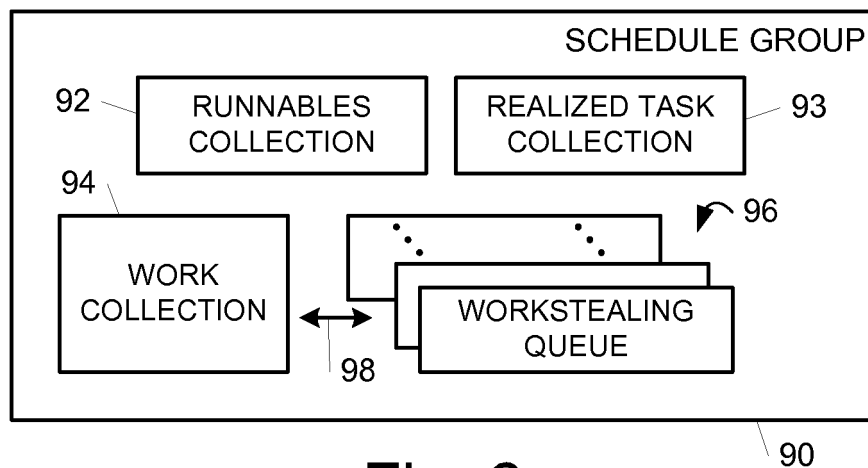 SCHEDULE GROUP
92
RUNNABLES
COLLECTION
REALIZED TASK
COLLECTION
93
94
96
WORK
COLLECTION
WORKSTEALING
QUEUE
98
90